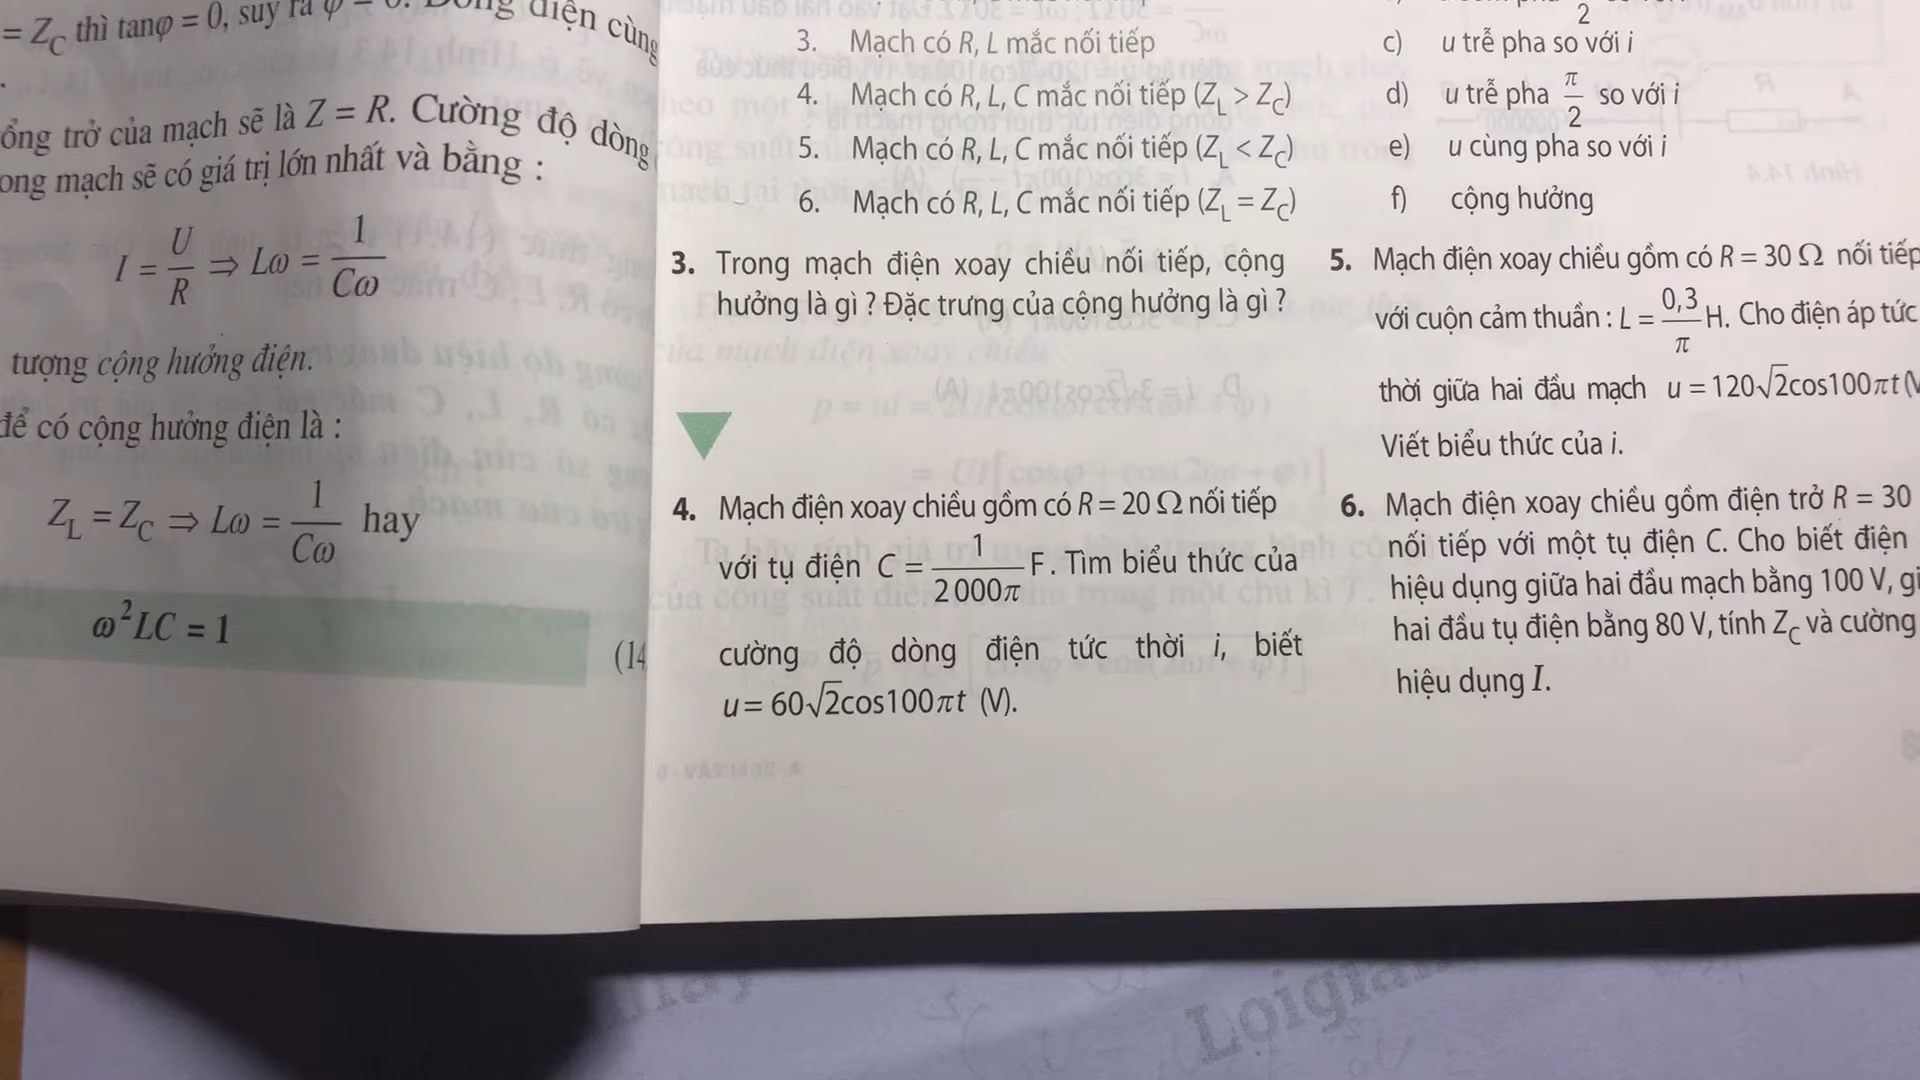 = Z_C thì tanφ = 0, suy ra φ = 0. Dòng điện cùng
ổng trở của mạch sẽ là Z = R. Cường độ dòng
ong mạch sẽ có giá trị lớn nhất và bằng :
I = U/R ⇒ Lω = 1/Cω
tượng cộng hưởng điện.
để có cộng hưởng điện là :
Z_L = Z_C ⇒ Lω = 1/Cω hay
ω²LC = 1
(14
3. Mạch có R, L mắc nối tiếp
4. Mạch có R, L, C mắc nối tiếp (Z_L > Z_C)
5. Mạch có R, L, C mắc nối tiếp (Z_L < Z_C)
6. Mạch có R, L, C mắc nối tiếp (Z_L = Z_C)
3. Trong mạch điện xoay chiều nối tiếp, cộng
hưởng là gì ? Đặc trưng của cộng hưởng là gì ?
4. Mạch điện xoay chiều gồm có R = 20 Ω nối tiếp
với tụ điện C = 1/2000π F. Tìm biểu thức của
cường độ dòng điện tức thời i, biết
u = 60√2cos100πt (V).
2
c) u trễ pha so với i
d) u trễ pha π/2 so với i
e) u cùng pha so với i
f) cộng hưởng
5. Mạch điện xoay chiều gồm có R = 30 Ω nối tiếp
với cuộn cảm thuần : L = 0,3/π H. Cho điện áp tức
thời giữa hai đầu mạch u = 120√2cos100πt (V
Viết biểu thức của i.
6. Mạch điện xoay chiều gồm điện trở R = 30
nối tiếp với một tụ điện C. Cho biết điện
hiệu dụng giữa hai đầu mạch bằng 100 V, gi
hai đầu tụ điện bằng 80 V, tính Z_C và cường
hiệu dụng I.